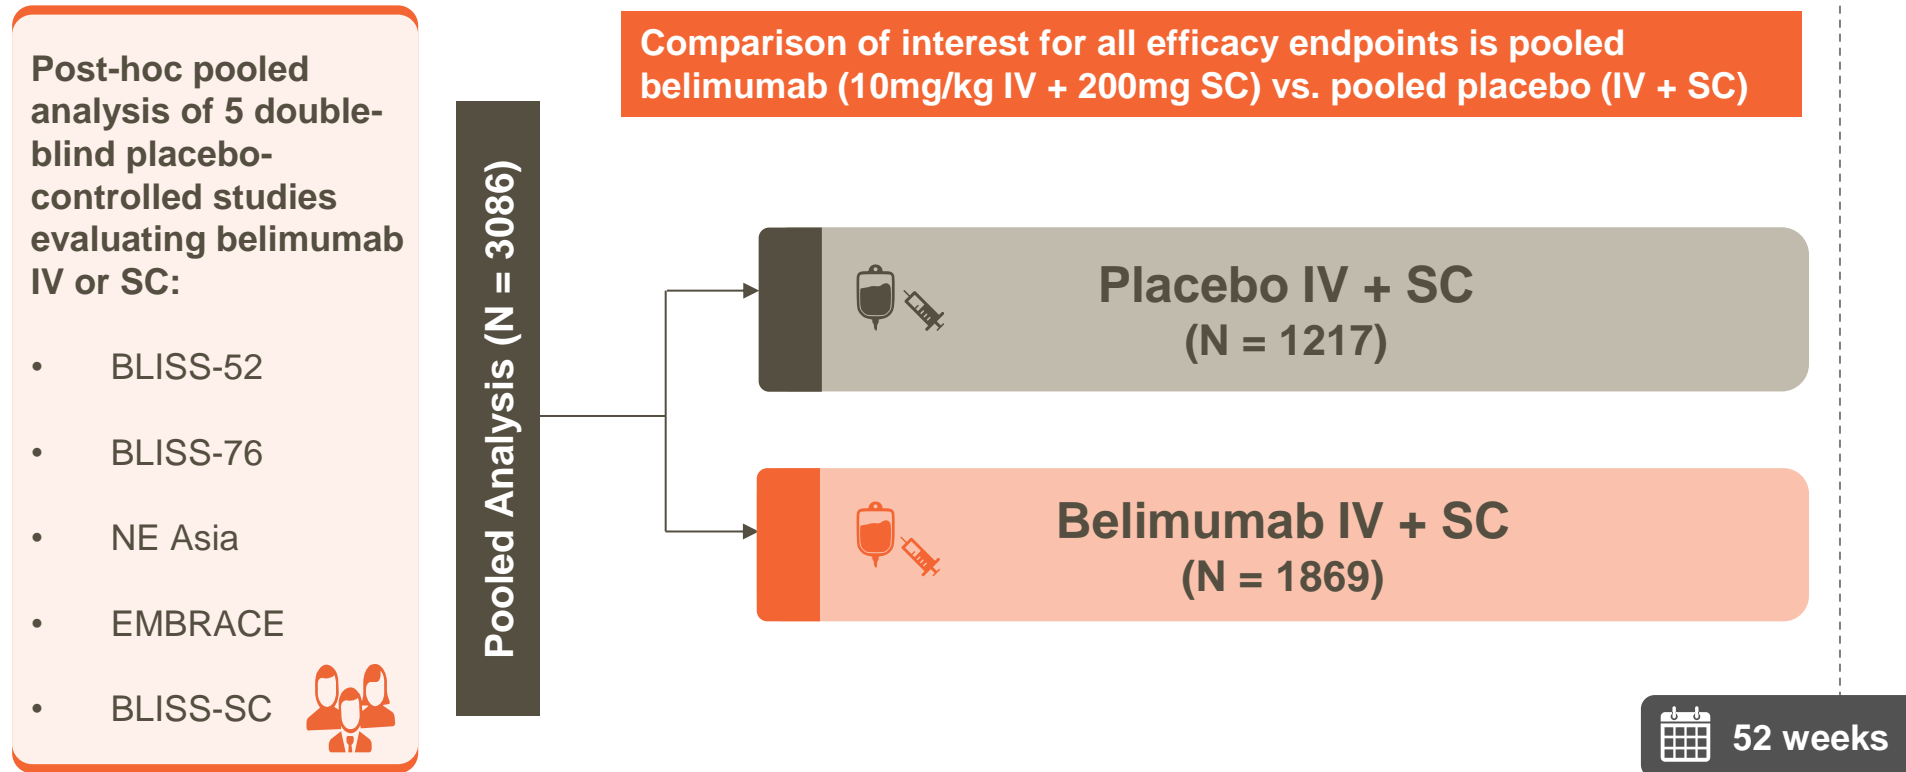 Post-hoc pooled
analysis of 5 double-
blind placebo-
controlled studies
evaluating belimumab
IV or SC:
• BLISS-52
• BLISS-76
• NE Asia
• EMBRACE
• BLISS-SC
Pooled Analysis (N = 3086)
Comparison of interest for all efficacy endpoints is pooled
belimumab (10mg/kg IV + 200mg SC) vs. pooled placebo (IV + SC)
Placebo IV + SC
(N = 1217)
Belimumab IV + SC
(N = 1869)
52 weeks